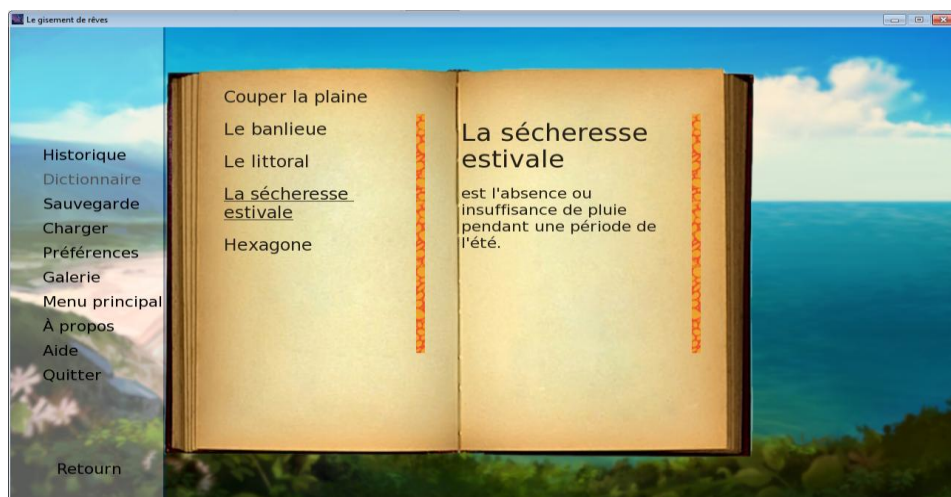 Le gisement de rêves
Historique
Dictionnaire
Sauvegarde
Charger
Préférences
Galerie
Menu principal
À propos
Aide
Quitter
Retourn
Couper la plaine
Le banlieue
Le littoral
La sécheresse
estivale
Hexagone
La sécheresse
estivale
est l'absence ou
insuffisance de pluie
pendant une période de
l'été.